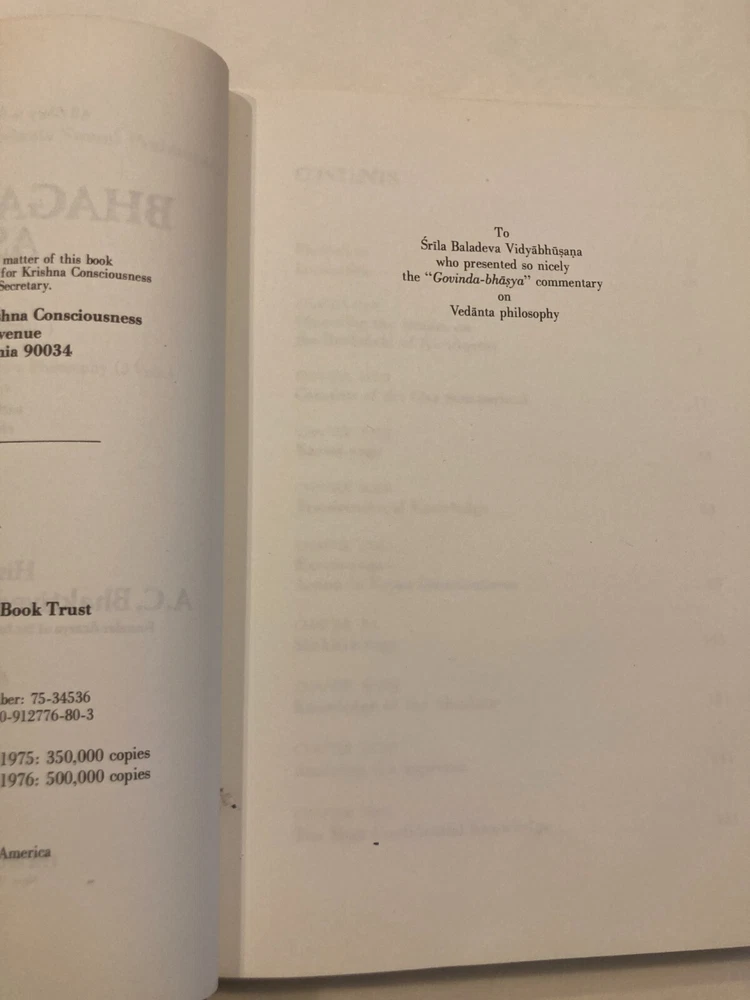 matter of this book
for Krishna Consciousness
Secretary.
hna Consciousness
venue
nia 90034
Book Trust
ber: 75-34536
0-912776-80-3
1975: 350,000 copies
1976: 500,000 copies
America
To
Śrīla Baladeva Vidyābhūṣaṇa
who presented so nicely
the “Govinda-bhāṣya” commentary
on
Vedānta philosophy